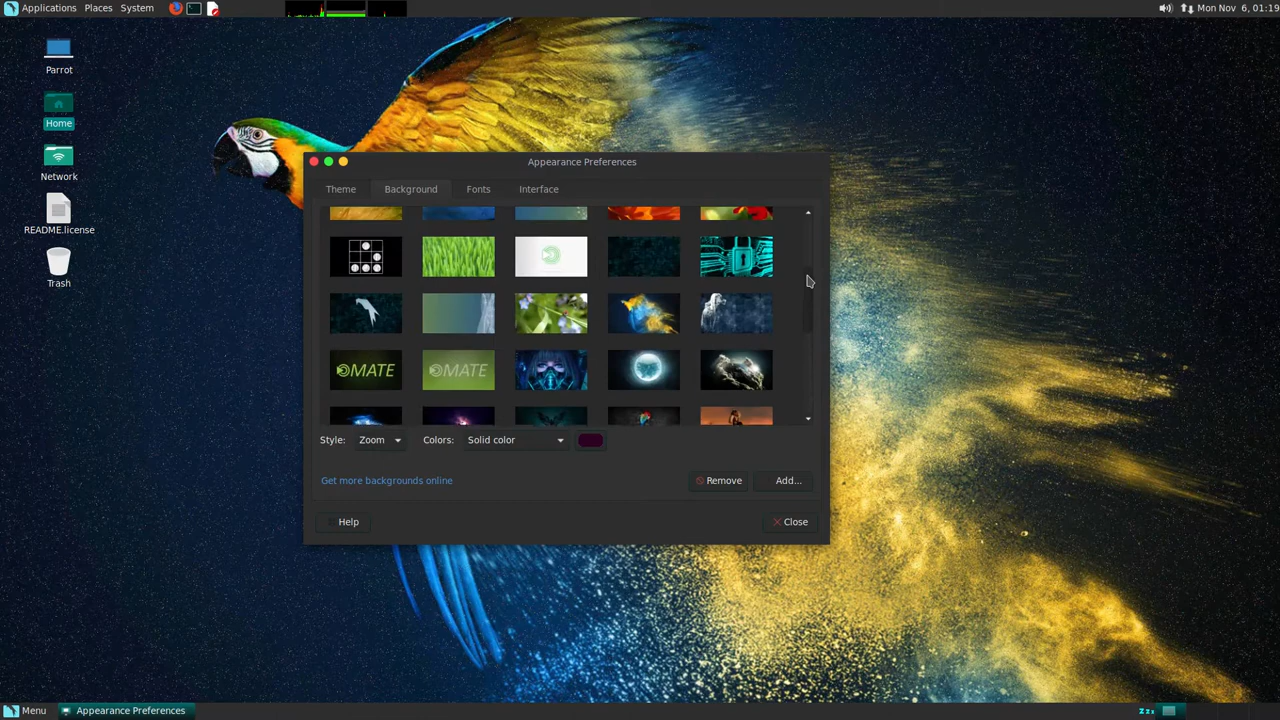 Applications Places System
Mon Nov 6, 01:19
Parrot
Home
Network
README.license
Trash
Appearance Preferences
Theme Background Fonts Interface
MATE MATE
Style: Zoom Colors: Solid color
Get more backgrounds online
Remove Add...
Help Close
Menu Appearance Preferences
Zzz